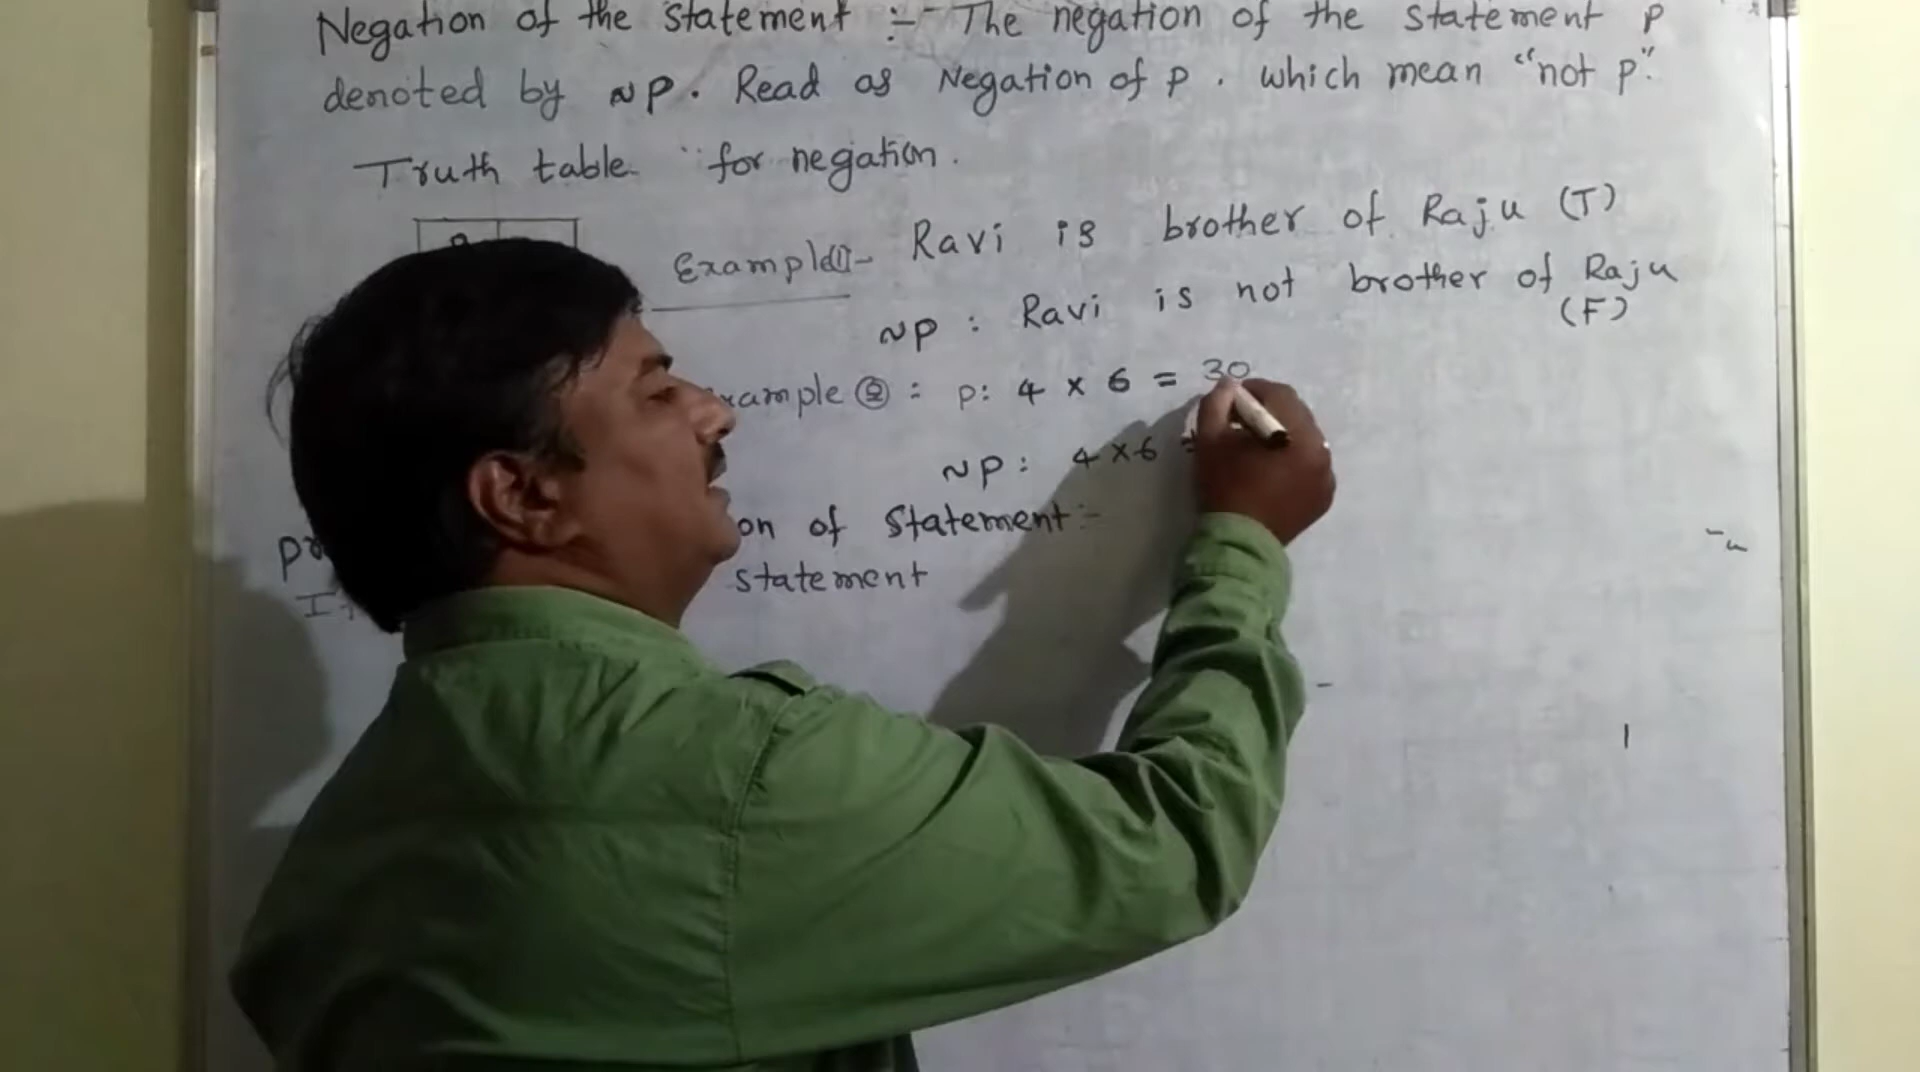 Negation of the statement :- The negation of the statement p
denoted by ~p. Read as Negation of p. which mean "not p".
Truth table for negation.
Example①- Ravi is brother of Raju (T)
~p : Ravi is not brother of Raju
(F)
Example ② : p: 4 × 6 = 30
~p : 4×6
of Statement:-
statement